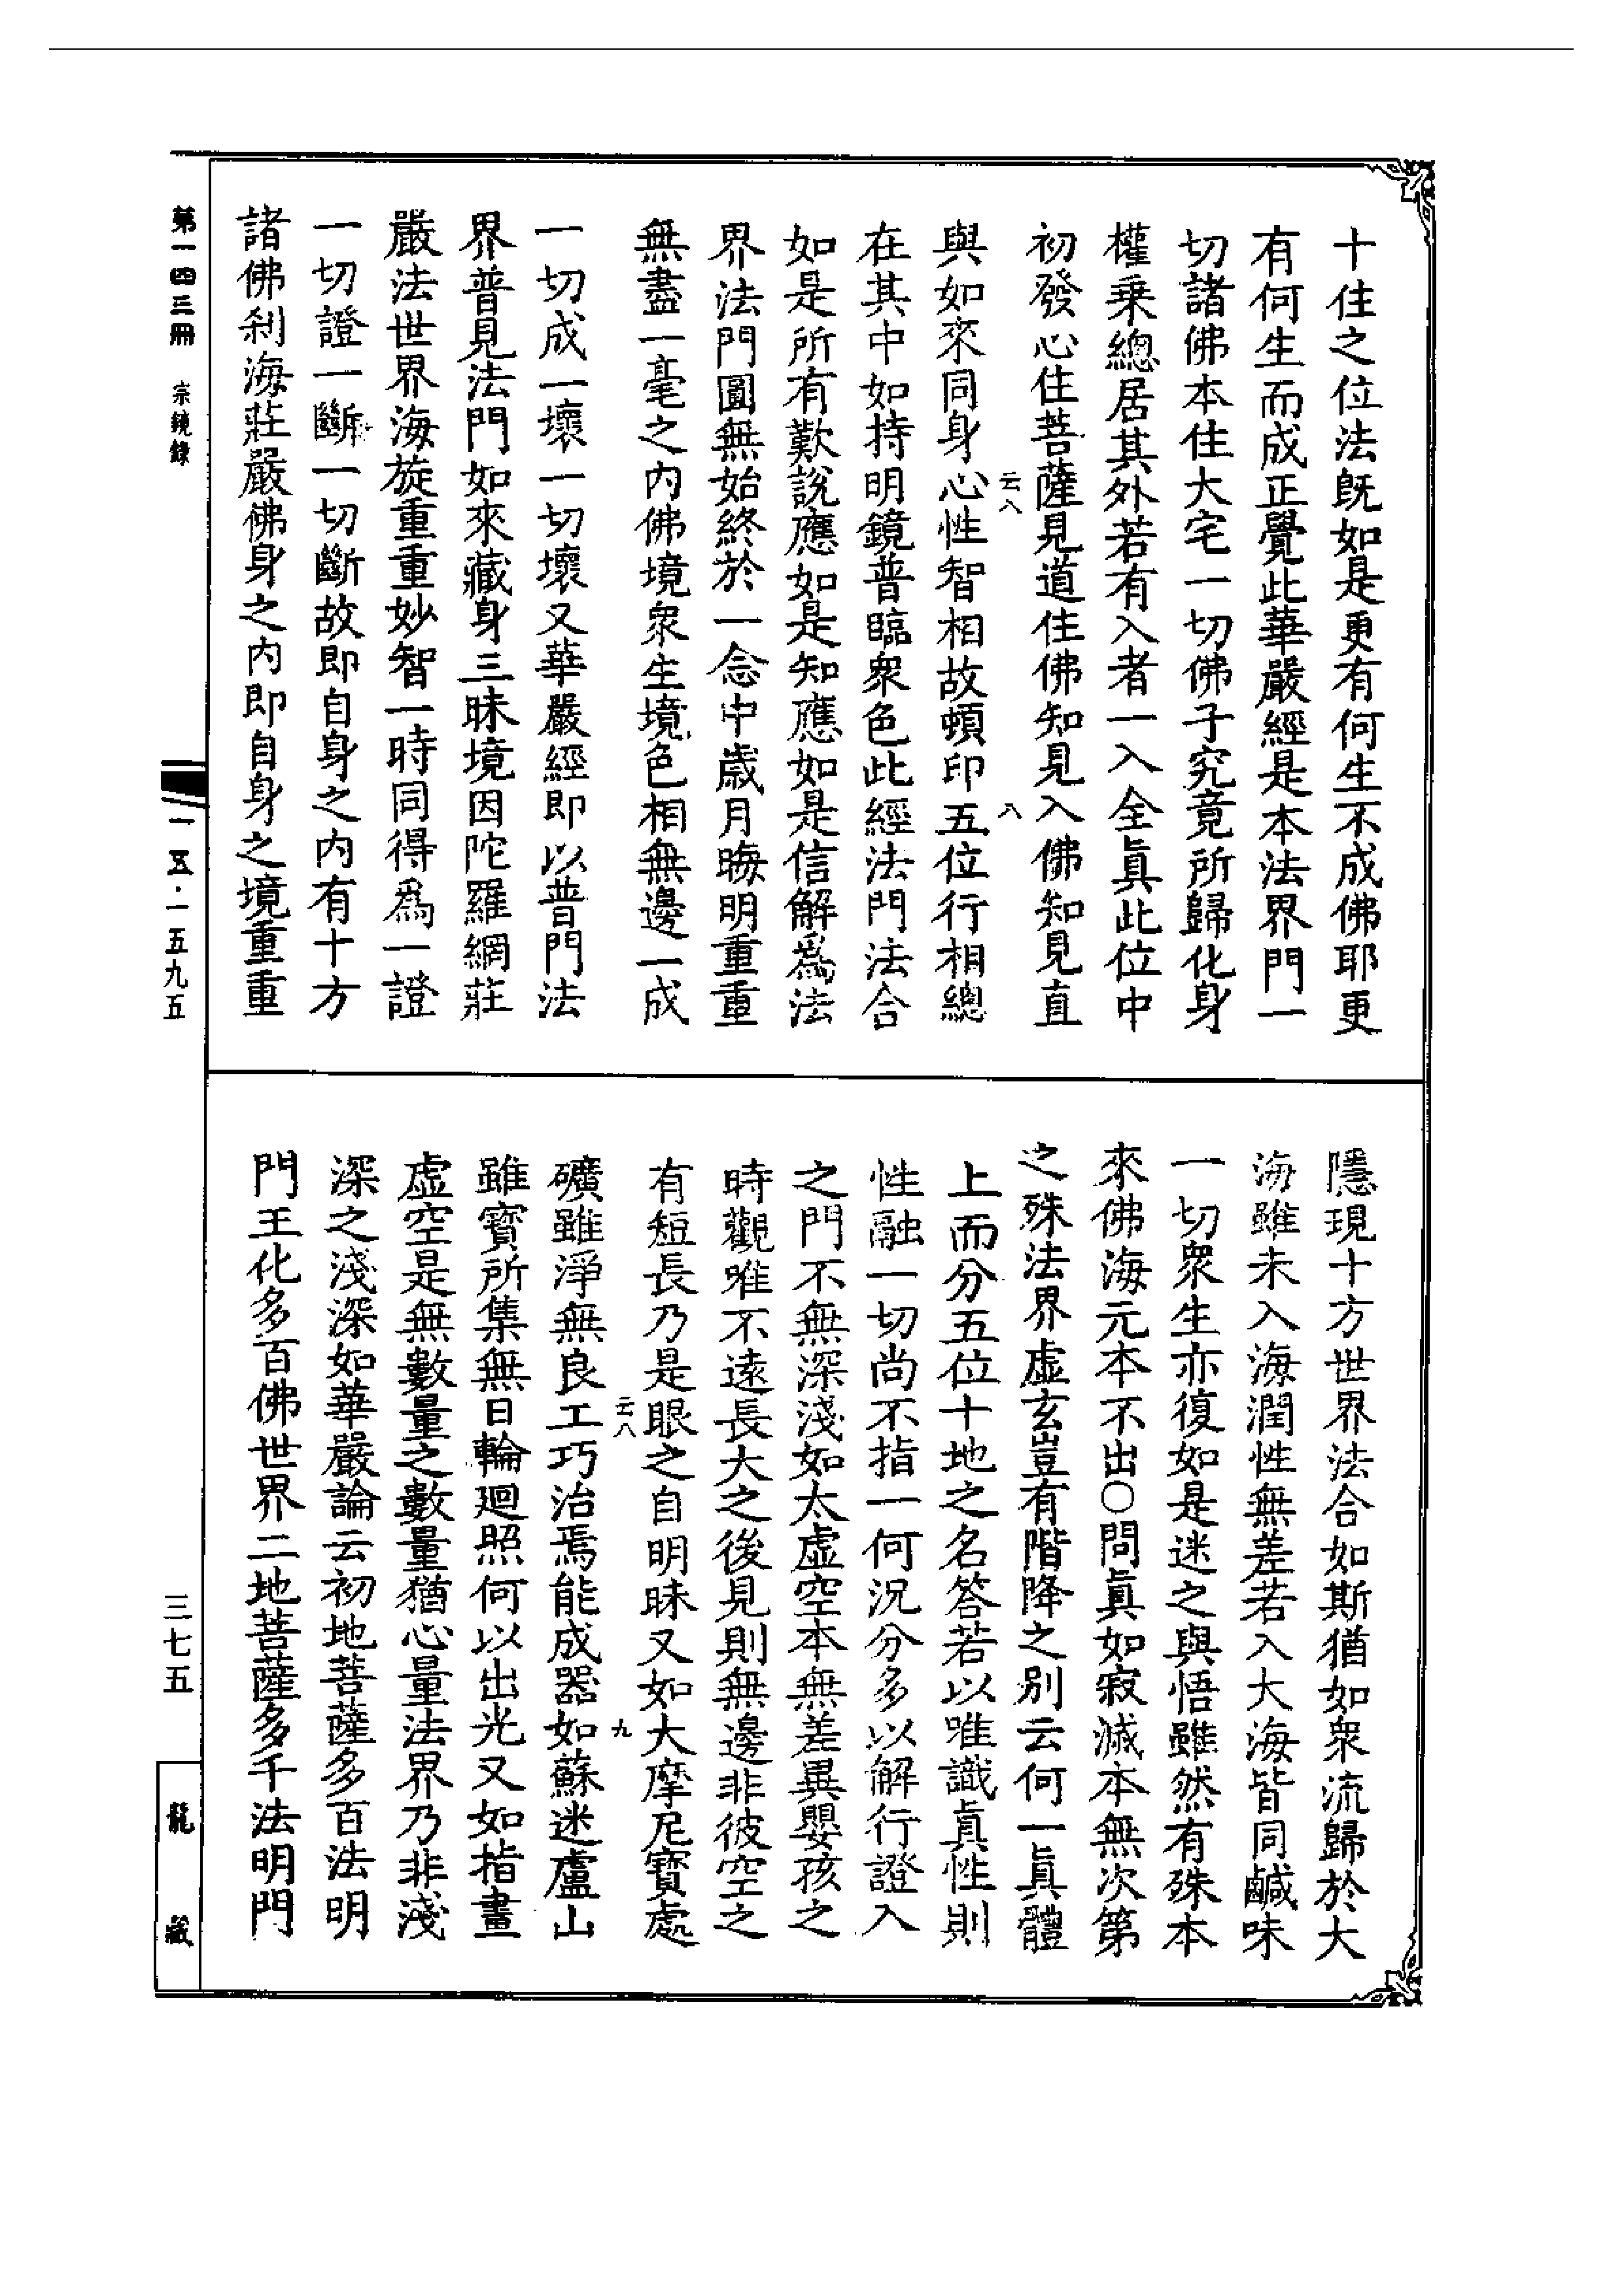 十住之位法旣如是更有何生不成佛耶更
有何生而成正覺此華嚴經是本法界門一
切諸佛本住大宅一切佛子究竟所歸化身
權乗總居其外若有入者一入全眞此位中
初發心住菩薩見道住佛知見入佛知見直
云八
八
與如來同身心性智相故頓印五位行相總
在其中如持明鏡普臨衆色此經法門法合
如是所有歎說應如是知應如是信解爲法
界法門圓無始終於一念中歲月晦明重重
無盡一毫之内佛境衆生境色相無邊一成
一切成一壞一切壞又華嚴經即以普門法
界普見法門如來藏身三昧境因陀羅網莊
嚴法世界海旋重重妙智一時同得爲一證
一切證一斷一切斷故即自身之内有十方
諸佛刹海莊嚴佛身之内即自身之境重重
隱現十方世界法合如斯猶如衆流歸於大
海雖未入海潤性無差若入大海皆同鹹味
一切衆生亦復如是迷之與悟雖然有殊本
來佛海元本不出〇問眞如寂滅本無次第
之殊法界虛玄豈有階降之别云何一眞體
上而分五位十地之名答若以唯識眞性則
性融一切尚不指一何況分多以解行證入
之門不無深淺如太虛空本無差異嬰孩之
時觀唯不遠長大之後見則無邊非彼空之
有短長乃是眼之自明昧又如大摩尼寶處
云八
九
礦雖淨無良工巧治焉能成器如蘇迷盧山
雖寶所集無日輪迴照何以出光又如指畫
虛空是無數量之數量猶心量法界乃非淺
深之淺深如華嚴論云初地菩薩多百法明
門王化多百佛世界二地菩薩多千法明門
第一四三冊 宗鏡錄
一一五·一五九五
三七五
龍藏